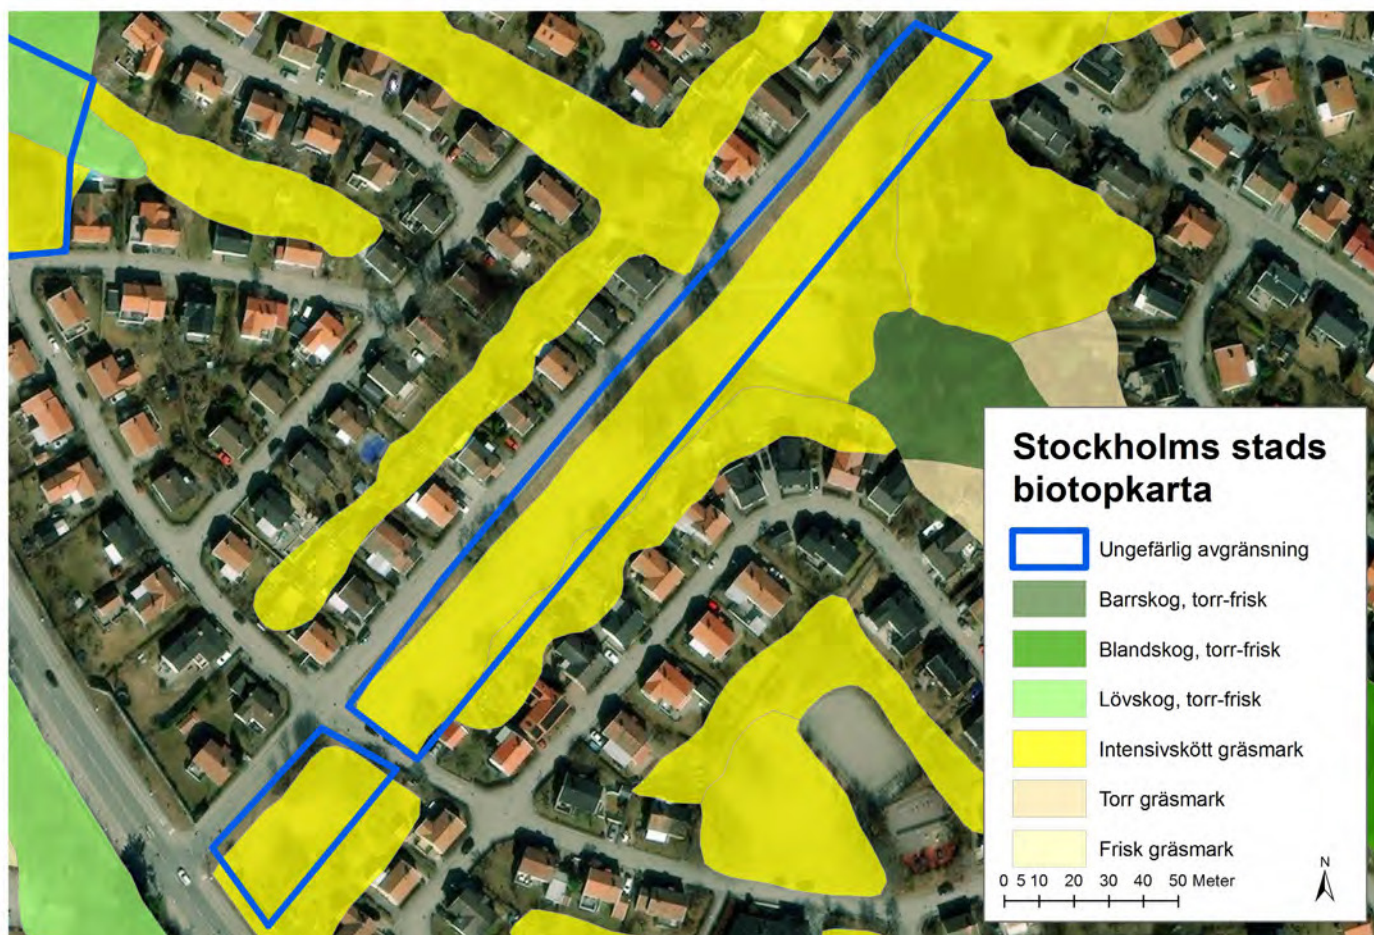 Stockholms stads
biotopkarta
Ungefärlig avgränsning
Barrskog, torr-frisk
Blandskog, torr-frisk
Lövskog, torr-frisk
Intensivskött gräsmark
Torr gräsmark
Frisk gräsmark
0 5 10 20 30 40 50 Meter
N